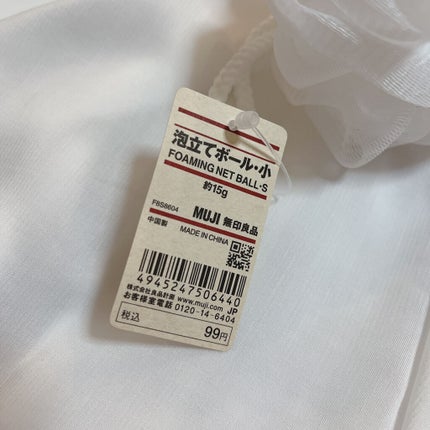 泡立てボール・小
FOAMING NET BALL・S
約15g
F8S8604
MUJI 無印良品
中国製 MADE IN CHINA
4945247506440
株式会社良品計画 www.muji.com JP
お客様室電話 0120-14-6404
税込 99円